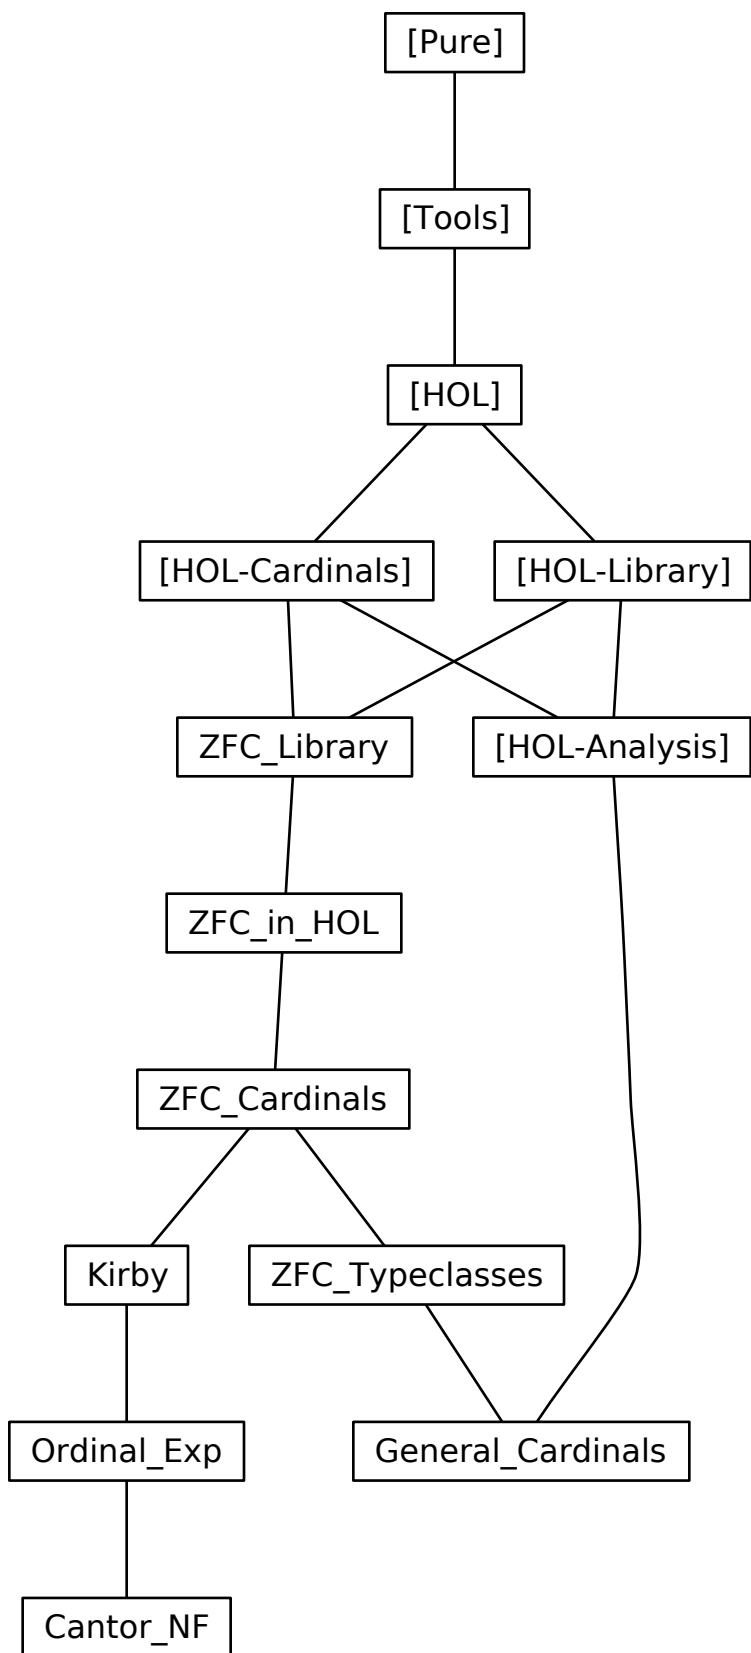 [Pure]
[Tools]
[HOL]
[HOL-Cardinals]
[HOL-Library]
ZFC_Library
[HOL-Analysis]
ZFC_in_HOL
ZFC_Cardinals
Kirby
ZFC_Typeclasses
Ordinal_Exp
General_Cardinals
Cantor_NF